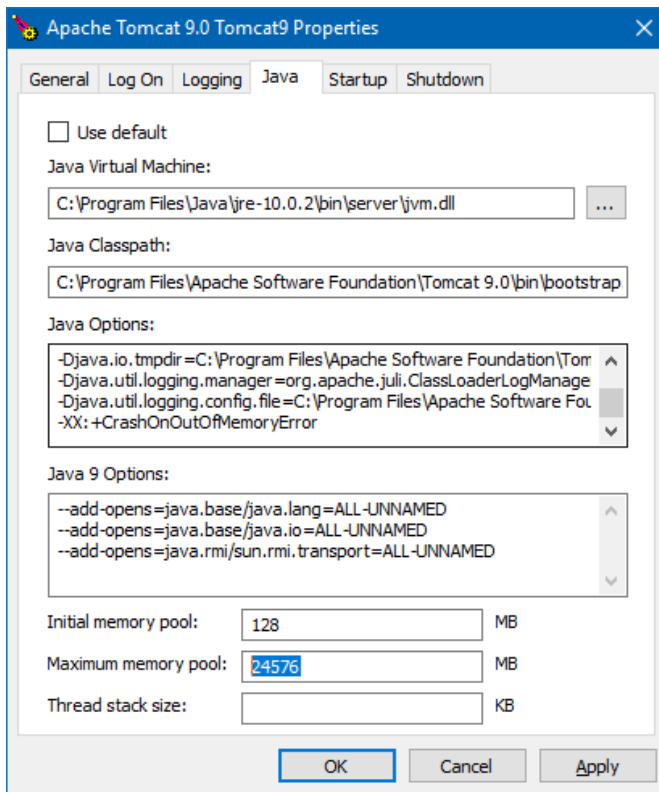 Apache Tomcat 9.0 Tomcat9 Properties
General Log On Logging Java Startup Shutdown
Use default
Java Virtual Machine:
C:\Program Files\Java\jre-10.0.2\bin\server\jvm.dll ...
Java Classpath:
C:\Program Files\Apache Software Foundation\Tomcat 9.0\bin\bootstrap.
Java Options:
-Djava.io.tmpdir=C:\Program Files\Apache Software Foundation\Tom
-Djava.util.logging.manager=org.apache.juli.ClassLoaderLogManage
-Djava.util.logging.config.file=C:\Program Files\Apache Software Fou
-XX:+CrashOnOutOfMemoryError
Java 9 Options:
--add-opens=java.base/java.lang=ALL-UNNAMED
--add-opens=java.base/java.io=ALL-UNNAMED
--add-opens=java.rmi/sun.rmi.transport=ALL-UNNAMED
Initial memory pool: 128 MB
Maximum memory pool: 24576 MB
Thread stack size: KB
OK Cancel Apply